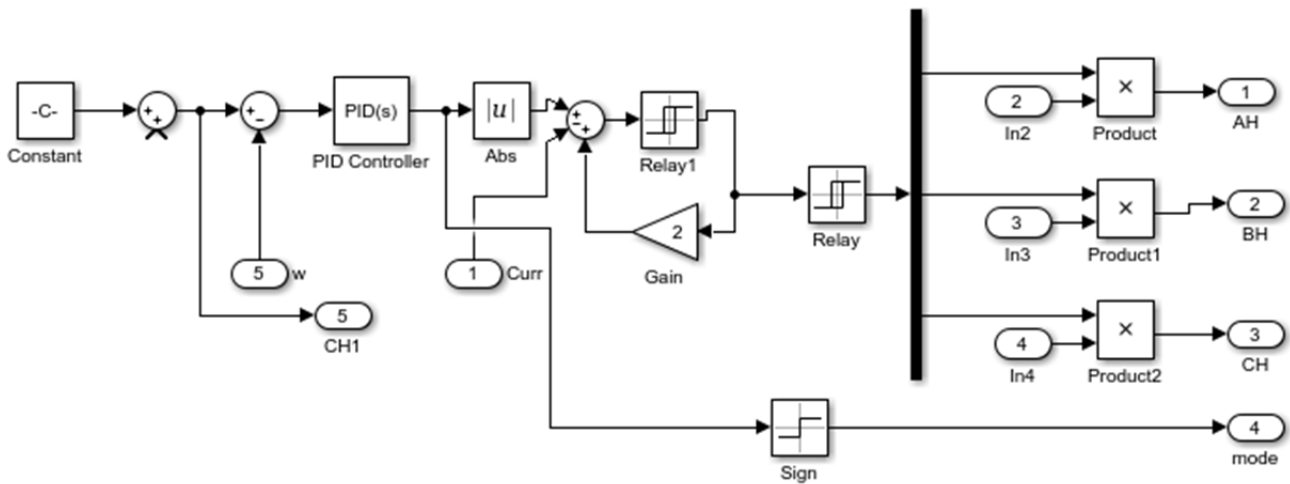 -C-
Constant
+
+
+
−
PID(s)
PID Controller
|u|
Abs
+
−
+
Relay1
2
Gain
Relay
5
w
5
CH1
1
Curr
2
In2
×
Product
1
AH
3
In3
×
Product1
2
BH
4
In4
×
Product2
3
CH
Sign
4
mode